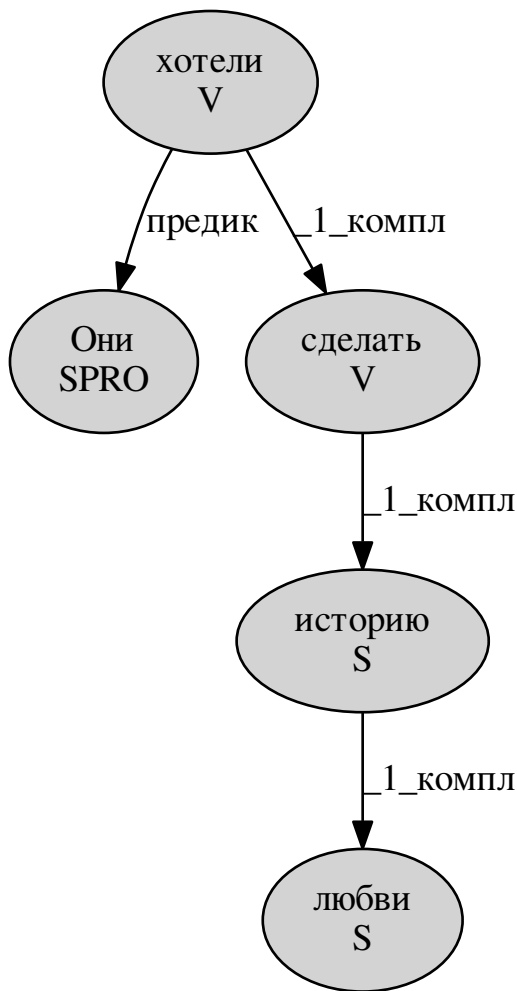 хотели
V
предик
_1_компл
Они
SPRO
сделать
V
_1_компл
историю
S
_1_компл
любви
S